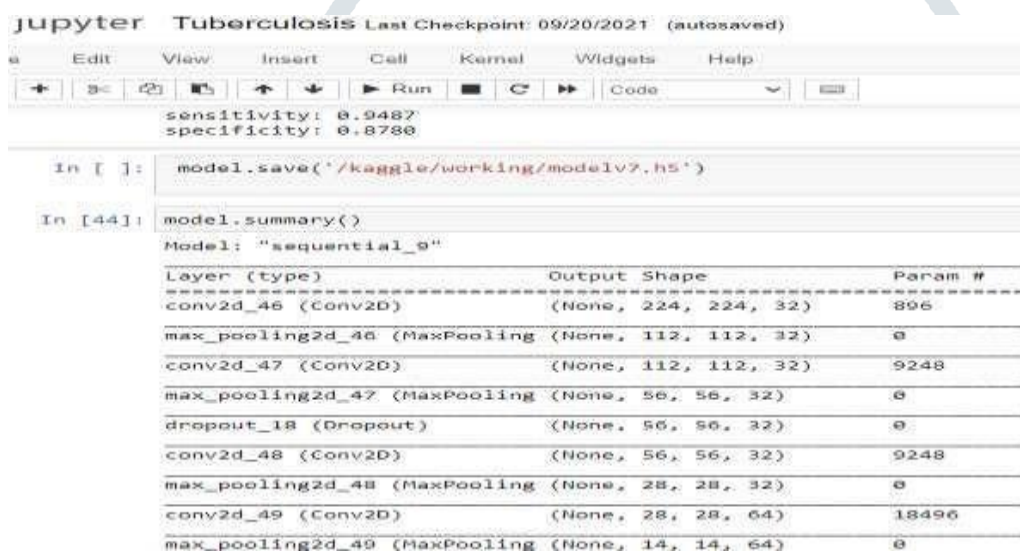 jupyter Tuberculosis Last Checkpoint: 09/20/2021 (autosaved)
Edit View Insert Cell Kernel Widgets Help
Run Code
sensitivity: 0.9487
specificity: 0.8780
In [ ]: model.save('/kaggle/working/modelv7.h5')
In [44]: model.summary()
Model: "sequential_9"
Layer (type) Output Shape Param #
conv2d_46 (Conv2D) (None, 224, 224, 32) 896
max_pooling2d_46 (MaxPooling (None, 112, 112, 32) 0
conv2d_47 (Conv2D) (None, 112, 112, 32) 9248
max_pooling2d_47 (MaxPooling (None, 56, 56, 32) 0
dropout_18 (Dropout) (None, 56, 56, 32) 0
conv2d_48 (Conv2D) (None, 56, 56, 32) 9248
max_pooling2d_48 (MaxPooling (None, 28, 28, 32) 0
conv2d_49 (Conv2D) (None, 28, 28, 64) 18496
max_pooling2d_49 (MaxPooling (None, 14, 14, 64) 0